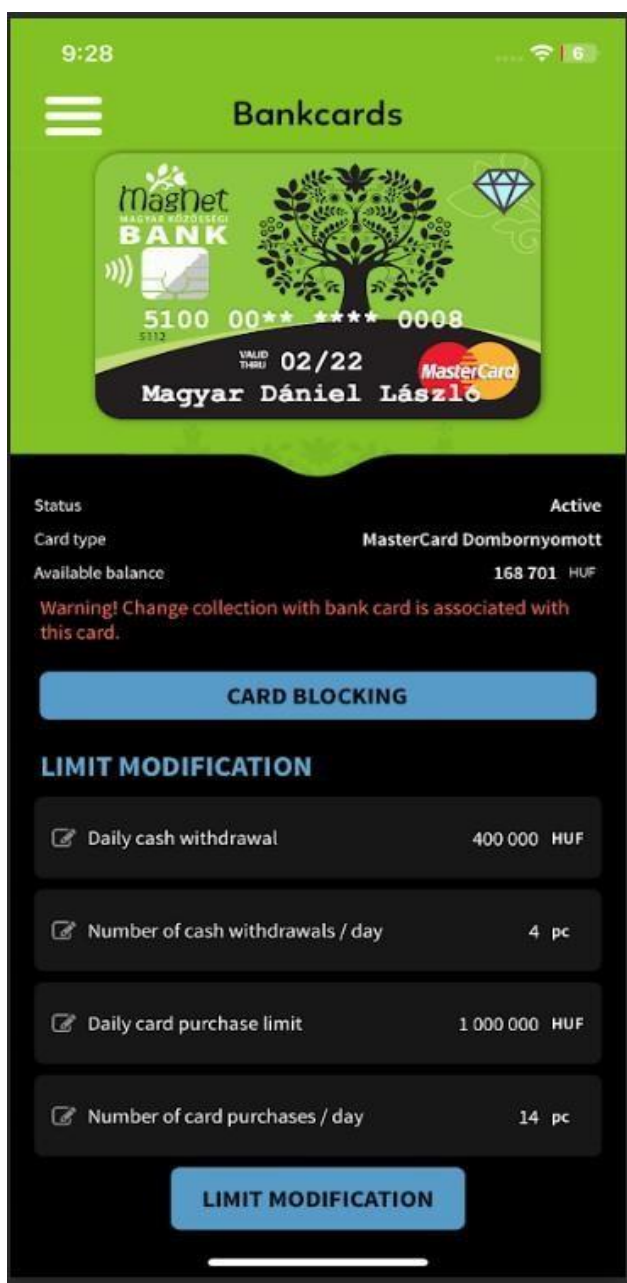 9:28
6
Bankcards
MagNet
MAGYAR KÖZÖSSÉGI
BANK
5100 00** **** 0008
5112
VALID THRU 02/22
MasterCard
Magyar Dániel László
Status Active
Card type MasterCard Dombornyomott
Available balance 168 701 HUF
Warning! Change collection with bank card is associated with
this card.
CARD BLOCKING
LIMIT MODIFICATION
Daily cash withdrawal 400 000 HUF
Number of cash withdrawals / day 4 pc
Daily card purchase limit 1 000 000 HUF
Number of card purchases / day 14 pc
LIMIT MODIFICATION